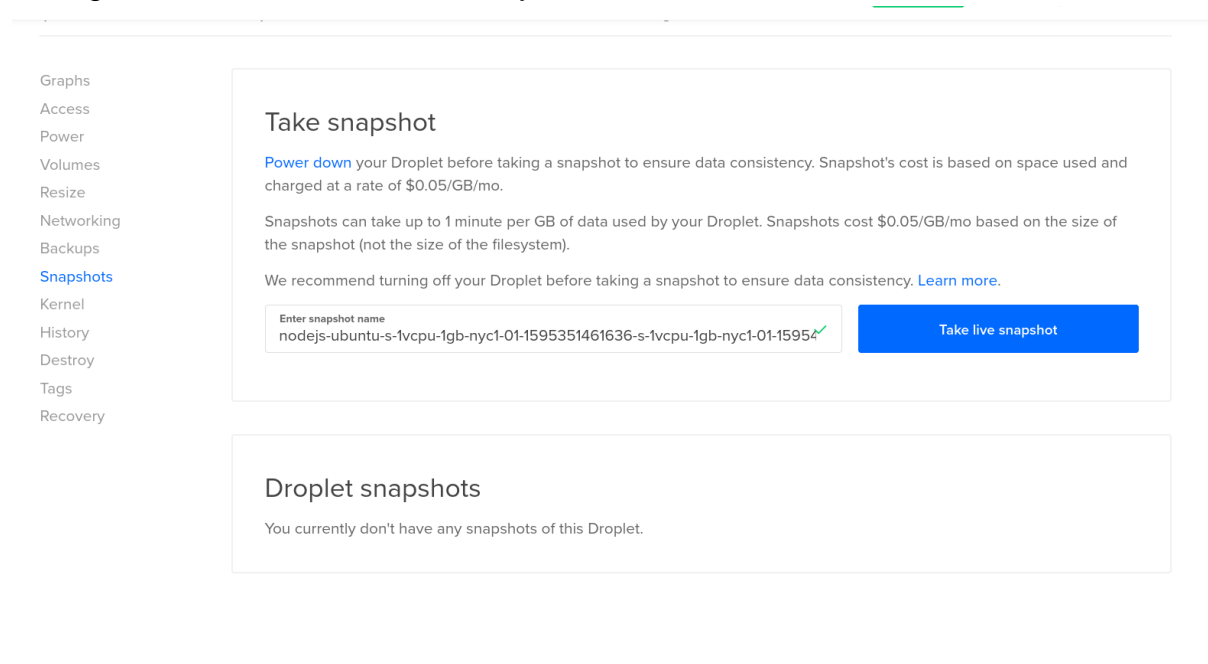 Graphs
Access
Power
Volumes
Resize
Networking
Backups
Snapshots
Kernel
History
Destroy
Tags
Recovery
Take snapshot
Power down your Droplet before taking a snapshot to ensure data consistency. Snapshot's cost is based on space used and
charged at a rate of $0.05/GB/mo.
Snapshots can take up to 1 minute per GB of data used by your Droplet. Snapshots cost $0.05/GB/mo based on the size of
the snapshot (not the size of the filesystem).
We recommend turning off your Droplet before taking a snapshot to ensure data consistency. Learn more.
Enter snapshot name
nodejs-ubuntu-s-1vcpu-1gb-nyc1-01-1595351461636-s-1vcpu-1gb-nyc1-01-1595
Take live snapshot
Droplet snapshots
You currently don't have any snapshots of this Droplet.